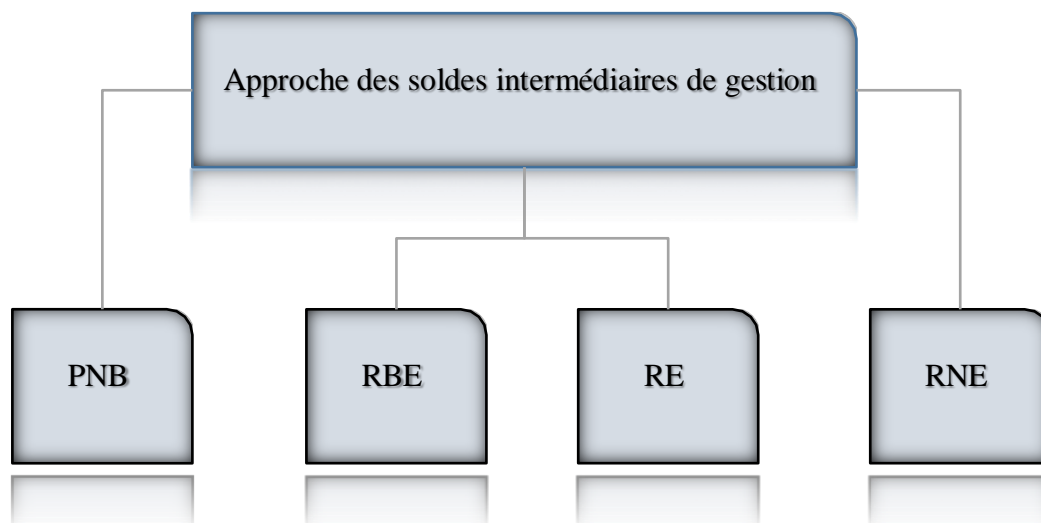 Approche des soldes intermédiaires de gestion
PNB
RBE
RE
RNE